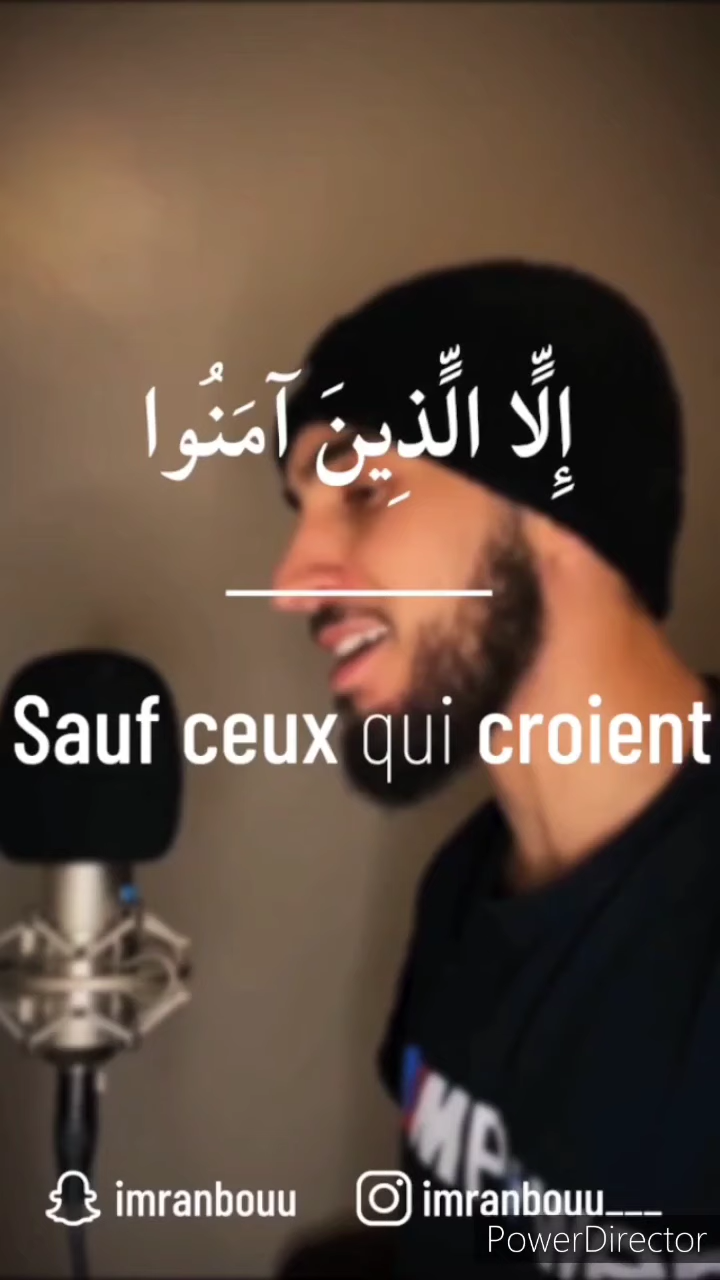 إِلَّا الَّذِينَ آمَنُوا
Sauf ceux qui croient
imranbouu
imranbouu___
PowerDirector